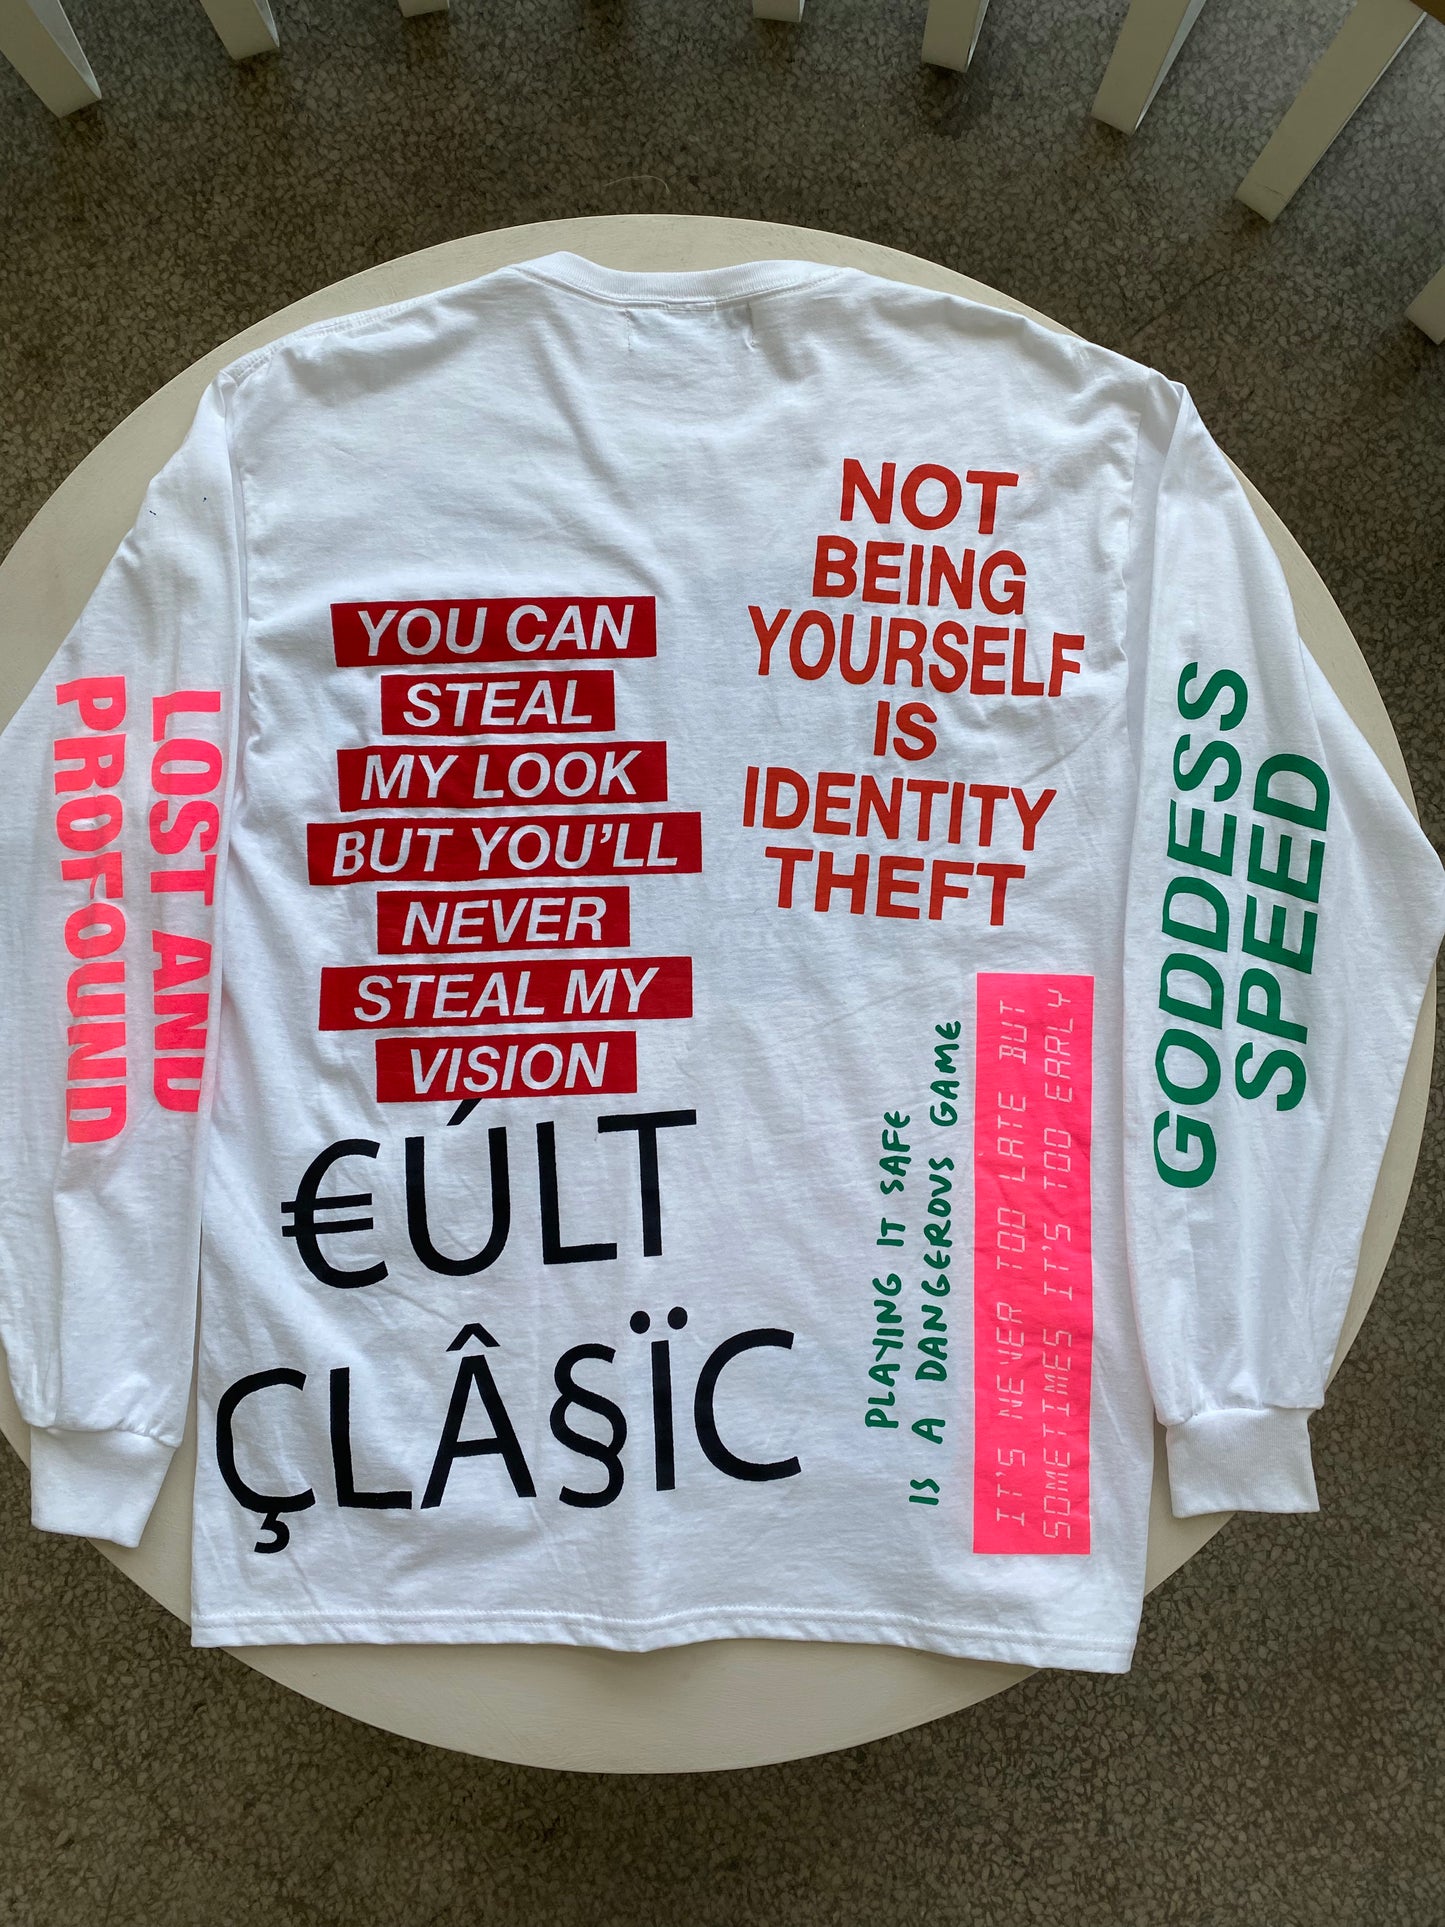 LOST AND
PROFOUND
YOU CAN
STEAL
MY LOOK
BUT YOU'LL
NEVER
STEAL MY
VISION
€ÚLT
ÇLÂ§ÏC
NOT
BEING
YOURSELF
IS
IDENTITY
THEFT
PLAYING IT SAFE
IS A DANGEROUS GAME
IT'S NEVER TOO LATE BUT
SOMETIMES IT'S TOO EARLY
GODDESS
SPEED